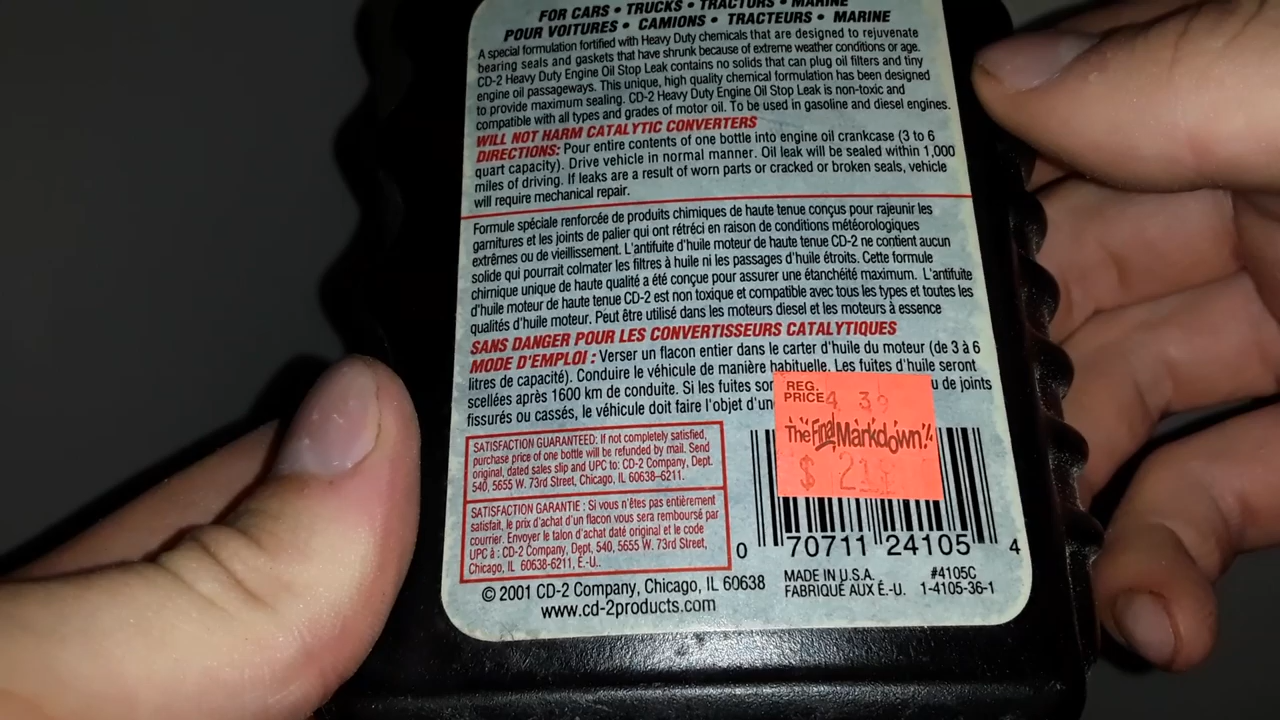 FOR CARS • TRUCKS • TRACTORS • MARINE
POUR VOITURES • CAMIONS • TRACTEURS • MARINE
A special formulation fortified with Heavy Duty chemicals that are designed to rejuvenate
bearing seals and gaskets that have shrunk because of extreme weather conditions or age.
CD-2 Heavy Duty Engine Oil Stop Leak contains no solids that can plug oil filters and tiny
engine oil passageways. This unique, high quality chemical formulation has been designed
to provide maximum sealing. CD-2 Heavy Duty Engine Oil Stop Leak is non-toxic and
compatible with all types and grades of motor oil. To be used in gasoline and diesel engines.
WILL NOT HARM CATALYTIC CONVERTERS
DIRECTIONS: Pour entire contents of one bottle into engine oil crankcase (3 to 6
quart capacity). Drive vehicle in normal manner. Oil leak will be sealed within 1,000
miles of driving. If leaks are a result of worn parts or cracked or broken seals, vehicle
will require mechanical repair.
Formule spéciale renforcée de produits chimiques de haute tenue conçus pour rajeunir les
garnitures et les joints de palier qui ont rétréci en raison de conditions météorologiques
extrêmes ou de vieillissement. L'antifuite d'huile moteur de haute tenue CD-2 ne contient aucun
solide qui pourrait colmater les filtres à huile ni les passages d'huile étroits. Cette formule
chimique unique de haute qualité a été conçue pour assurer une étanchéité maximum. L'antifuite
d'huile moteur de haute tenue CD-2 est non toxique et compatible avec tous les types et toutes les
qualités d'huile moteur. Peut être utilisé dans les moteurs diesel et les moteurs à essence
SANS DANGER POUR LES CONVERTISSEURS CATALYTIQUES
MODE D'EMPLOI : Verser un flacon entier dans le carter d'huile du moteur (de 3 à 6
litres de capacité). Conduire le véhicule de manière habituelle. Les fuites d'huile seront
scellées après 1600 km de conduite. Si les fuites de joints
fissurés ou cassés, le véhicule doit faire l'objet
REG.
PRICE 4 39
The Final Markdown!
$
SATISFACTION GUARANTEED: If not completely satisfied,
purchase price of one bottle will be refunded by mail. Send
original, dated sales slip and UPC to: CD-2 Company, Dept.
540, 5655 W. 73rd Street, Chicago, IL 60638-6211.
SATISFACTION GARANTIE : Si vous n'êtes pas entièrement
satisfait, le prix d'achat d'un flacon vous sera remboursé par
courrier. Envoyer le talon d'achat daté original et le code
UPC à : CD-2 Company, Dept, 540, 5655 W. 73rd Street,
Chicago, IL 60638-6211, É.-U..
0 70711 24105 4
© 2001 CD-2 Company, Chicago, IL 60638
www.cd-2products.com
MADE IN U.S.A. #4105C
FABRIQUÉ AUX É.-U. 1-4105-36-1